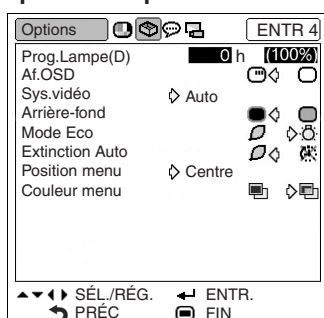 Options ENTR 4
Prog.Lampe(D) 0 h (100%)
Af.OSD
Sys.vidéo Auto
Arrière-fond
Mode Eco
Extinction Auto
Position menu Centre
Couleur menu
SÉL./RÉG. ENTR.
PRÉC FIN